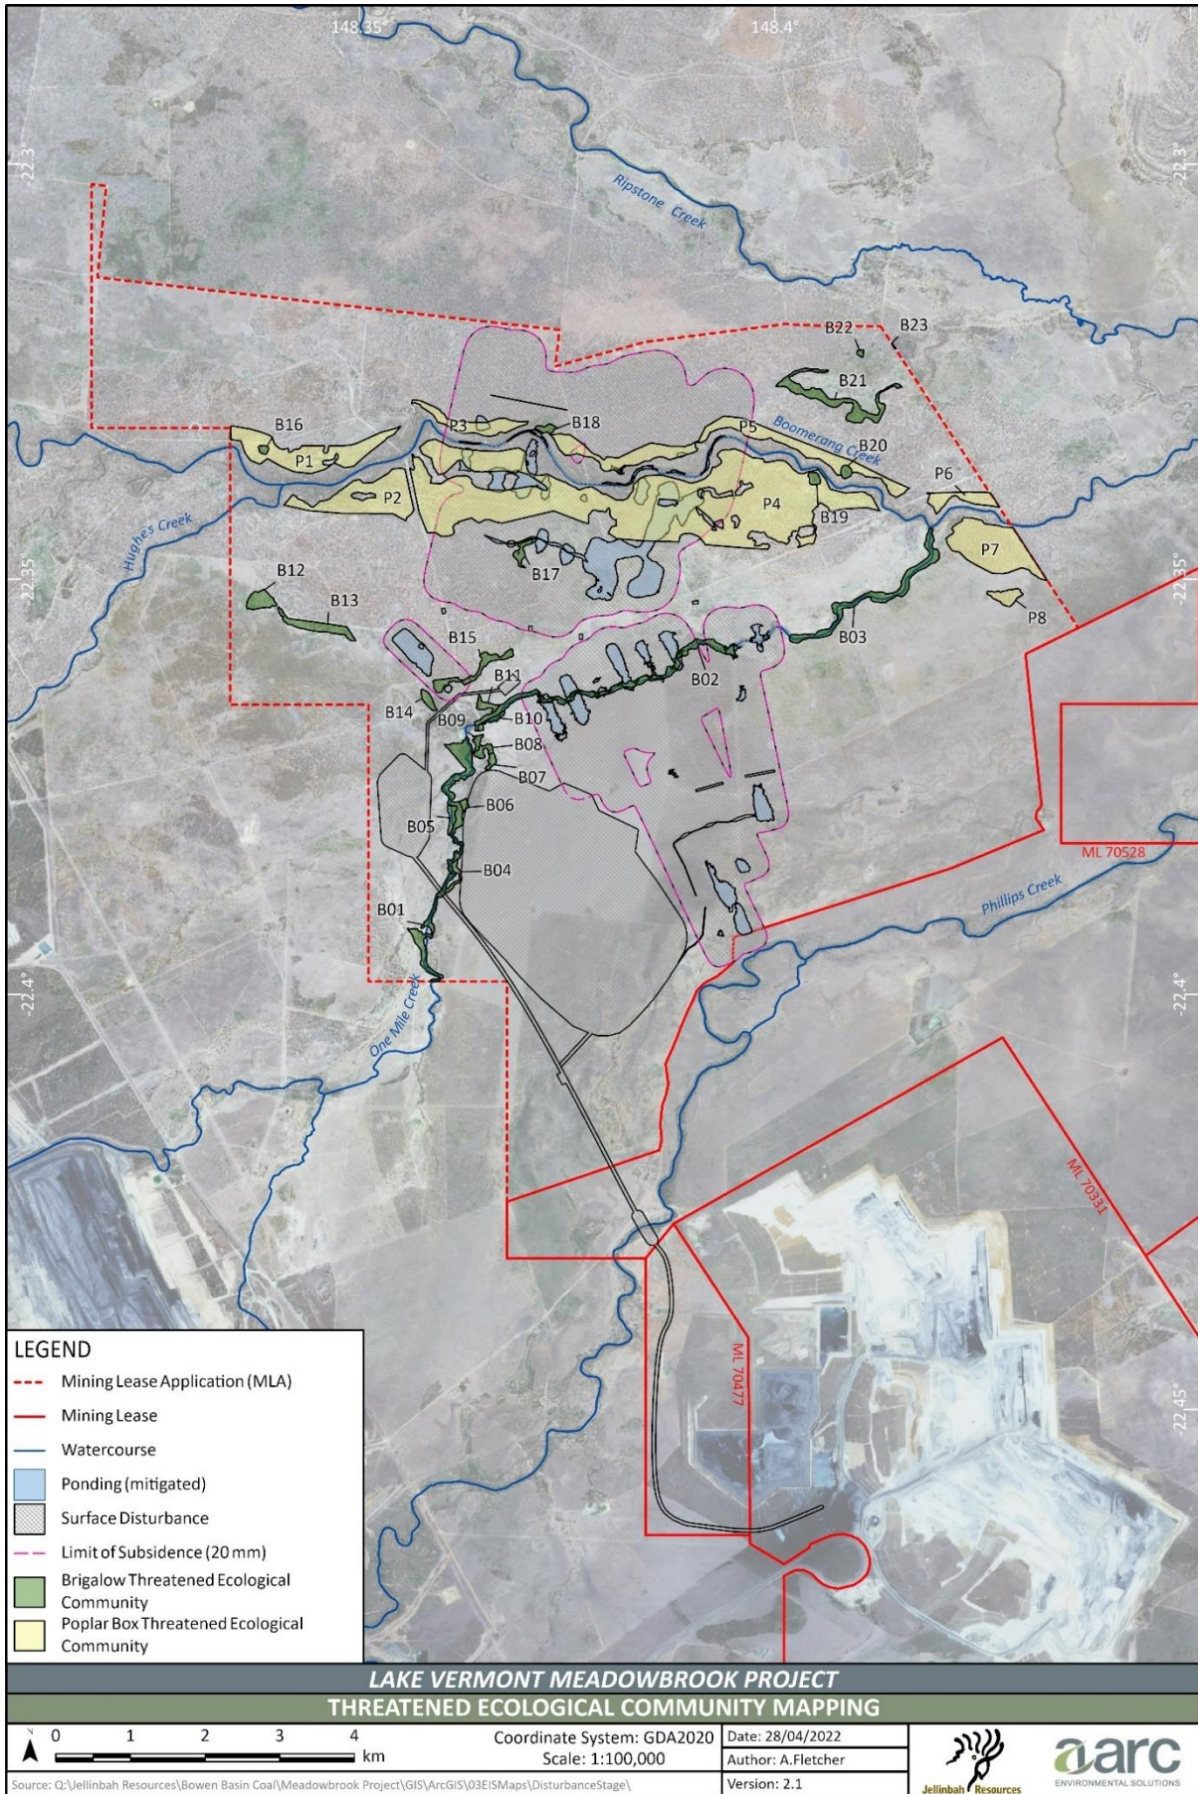 148.35°
148.4°
-22.3°
-22.3°
Ripstone Creek
B22
B23
B21
B16
P3
B18
P5
Boomerang Creek
P1
B20
P6
P2
P4
B19
Hughes Creek
P7
B17
-22.35°
-22.35°
B12
B13
P8
B03
B15
B02
B11
B14
B09
B10
B08
B07
B06
B05
ML 70528
B04
Phillips Creek
B01
-22.4°
-22.4°
One Mile Creek
ML 70331
ML 70477
-22.45°
LEGEND
Mining Lease Application (MLA)
Mining Lease
Watercourse
Ponding (mitigated)
Surface Disturbance
Limit of Subsidence (20 mm)
Brigalow Threatened Ecological
Community
Poplar Box Threatened Ecological
Community
LAKE VERMONT MEADOWBROOK PROJECT
THREATENED ECOLOGICAL COMMUNITY MAPPING
0 1 2 3 4
km
Coordinate System: GDA2020
Scale: 1:100,000
Date: 28/04/2022
Author: A.Fletcher
Version: 2.1
Source: Q:\Jellinbah Resources\Bowen Basin Coal\Meadowbrook Project\GIS\ArcGIS\03EISMaps\DisturbanceStage\
Jellinbah Resources
aarc
ENVIRONMENTAL SOLUTIONS